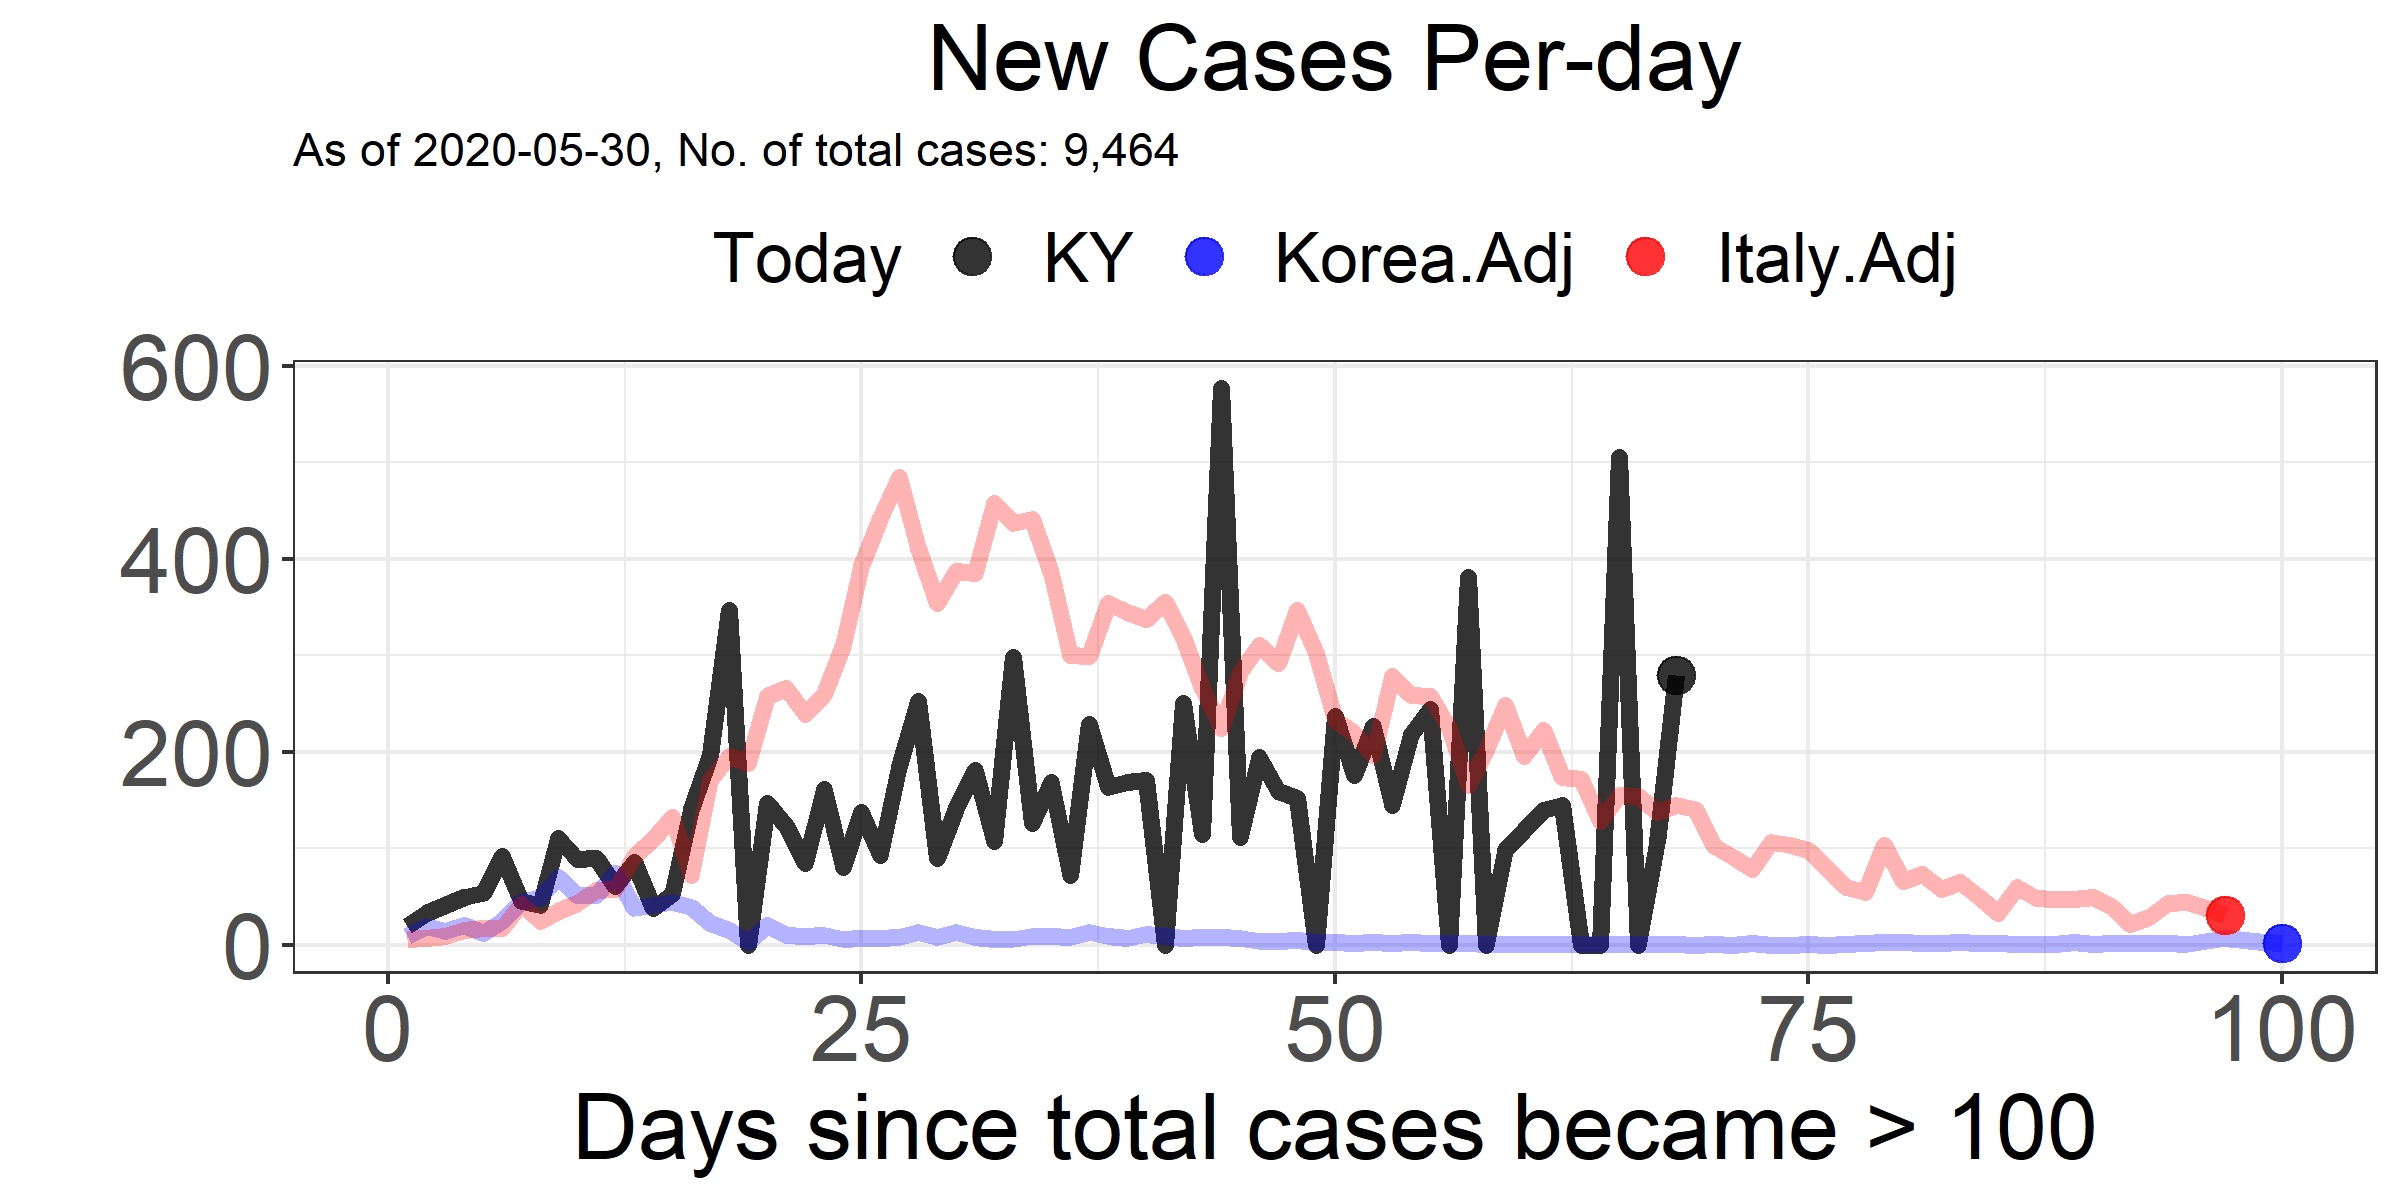 New Cases Per-day
As of 2020-05-30, No. of total cases: 9,464
Today KY Korea.Adj Italy.Adj
600
400
200
0
0 25 50 75 100
Days since total cases became > 100